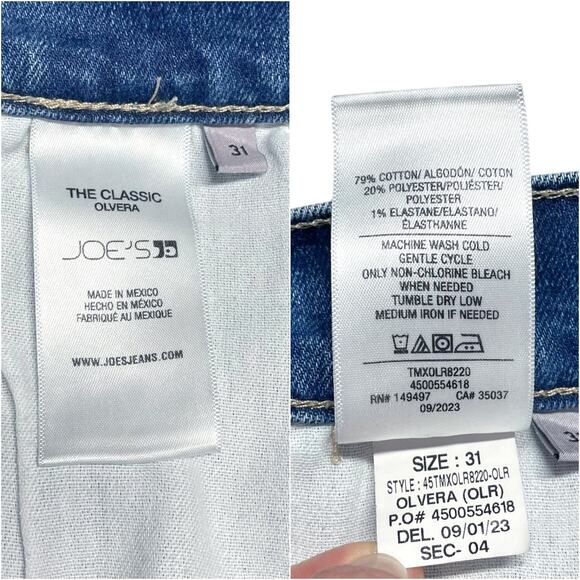 31
THE CLASSIC
OLVERA
JOE'S
MADE IN MEXICO
HECHO EN MÉXICO
FABRIQUÉ AU MEXIQUE
WWW.JOESJEANS.COM
79% COTTON/ ALGODÓN/ COTON
20% POLYESTER/POLIÉSTER/
POLYESTER
1% ELASTANE/ELASTANO/
ÉLASTHANNE
MACHINE WASH COLD
GENTLE CYCLE
ONLY NON-CHLORINE BLEACH
WHEN NEEDED
TUMBLE DRY LOW
MEDIUM IRON IF NEEDED
TMXOLR8220
4500554618
RN# 149497 CA# 35037
09/2023
SIZE : 31
STYLE : 45TMXOLR8220-OLR
OLVERA (OLR)
P.O# 4500554618
DEL. 09/01/23
SEC- 04